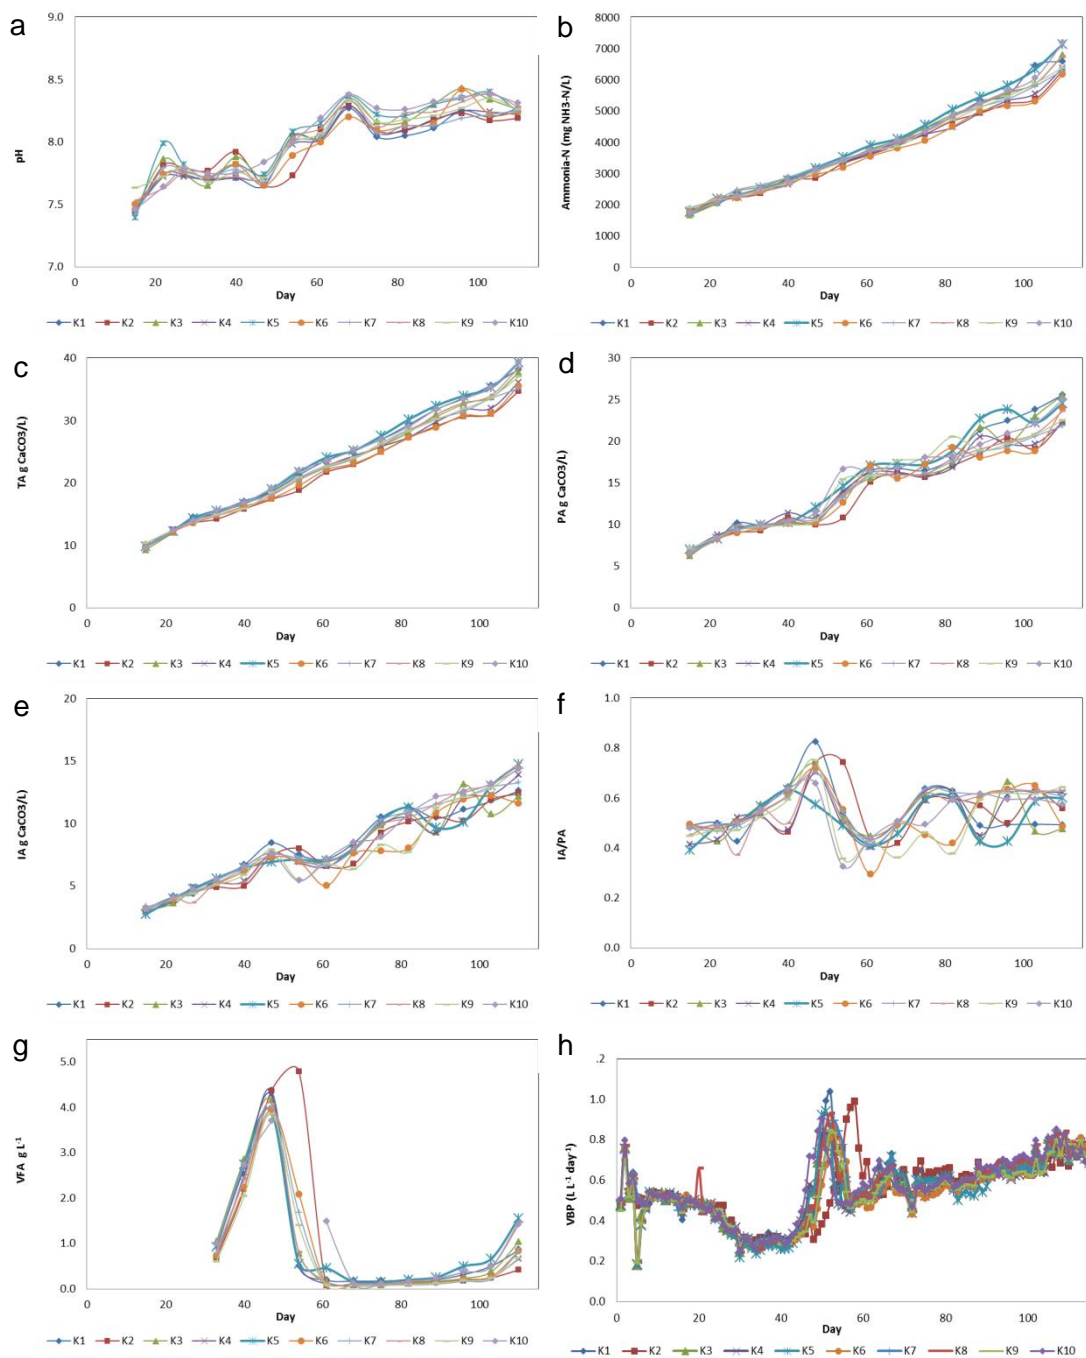 a
pH
9.0
8.5
8.0
7.5
7.0
0 20 40 60 80 100
Day
K1 K2 K3 K4 K5 K6 K7 K8 K9 K10
b
Ammonia-N (mg NH3-N/L)
8000
7000
6000
5000
4000
3000
2000
1000
0
0 20 40 60 80 100
Day
K1 K2 K3 K4 K5 K6 K7 K8 K9 K10
c
TA g CaCO3/L)
40
30
20
10
0
0 20 40 60 80 100
Day
K1 K2 K3 K4 K5 K6 K7 K8 K9 K10
d
PA g CaCO3/L)
30
25
20
15
10
5
0
0 20 40 60 80 100
Day
K1 K2 K3 K4 K5 K6 K7 K8 K9 K10
e
IA g CaCO3/L)
20
15
10
5
0
0 20 40 60 80 100
Day
K1 K2 K3 K4 K5 K6 K7 K8 K9 K10
f
IA/PA
1.0
0.8
0.6
0.4
0.2
0.0
0 20 40 60 80 100
Day
K1 K2 K3 K4 K5 K6 K7 K8 K9 K10
g
VFA g L-1
5.0
4.0
3.0
2.0
1.0
0.0
0 20 40 60 80 100
Day
K1 K2 K3 K4 K5 K6 K7 K8 K9 K10
h
VBP (L L-1 day-1)
.2
1.0
0.8
0.6
0.4
0.2
0.0
0 20 40 60 80 100
Day
K1 K2 K3 K4 K5 K6 K7 K8 K9 K10